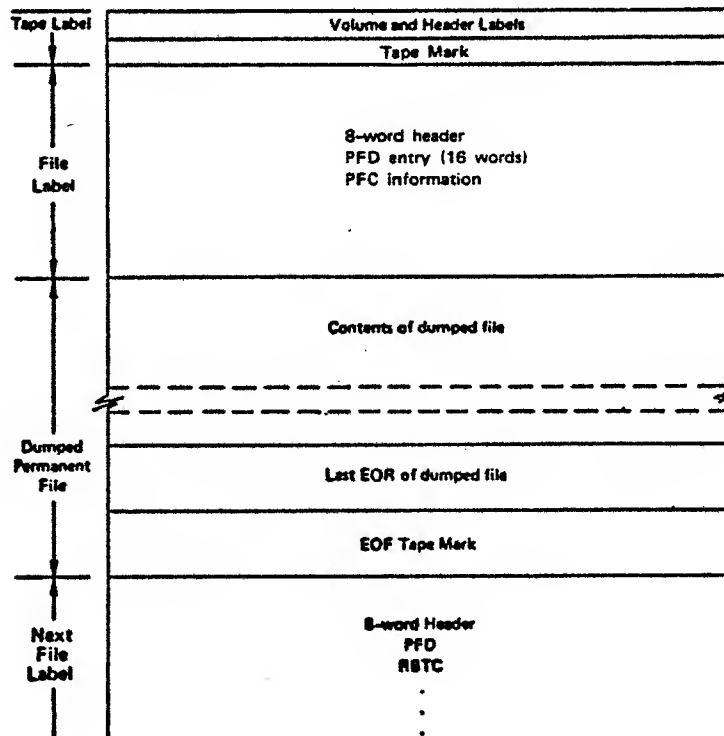 Tape Label
Volume and Header Labels
Tape Mark
File
Label
8-word header
PFD entry (16 words)
PFC information
Contents of dumped file
Dumped
Permanent
File
Last EOR of dumped file
EOF Tape Mark
Next
File
Label
8-word Header
PFD
RBTC
.
.
.